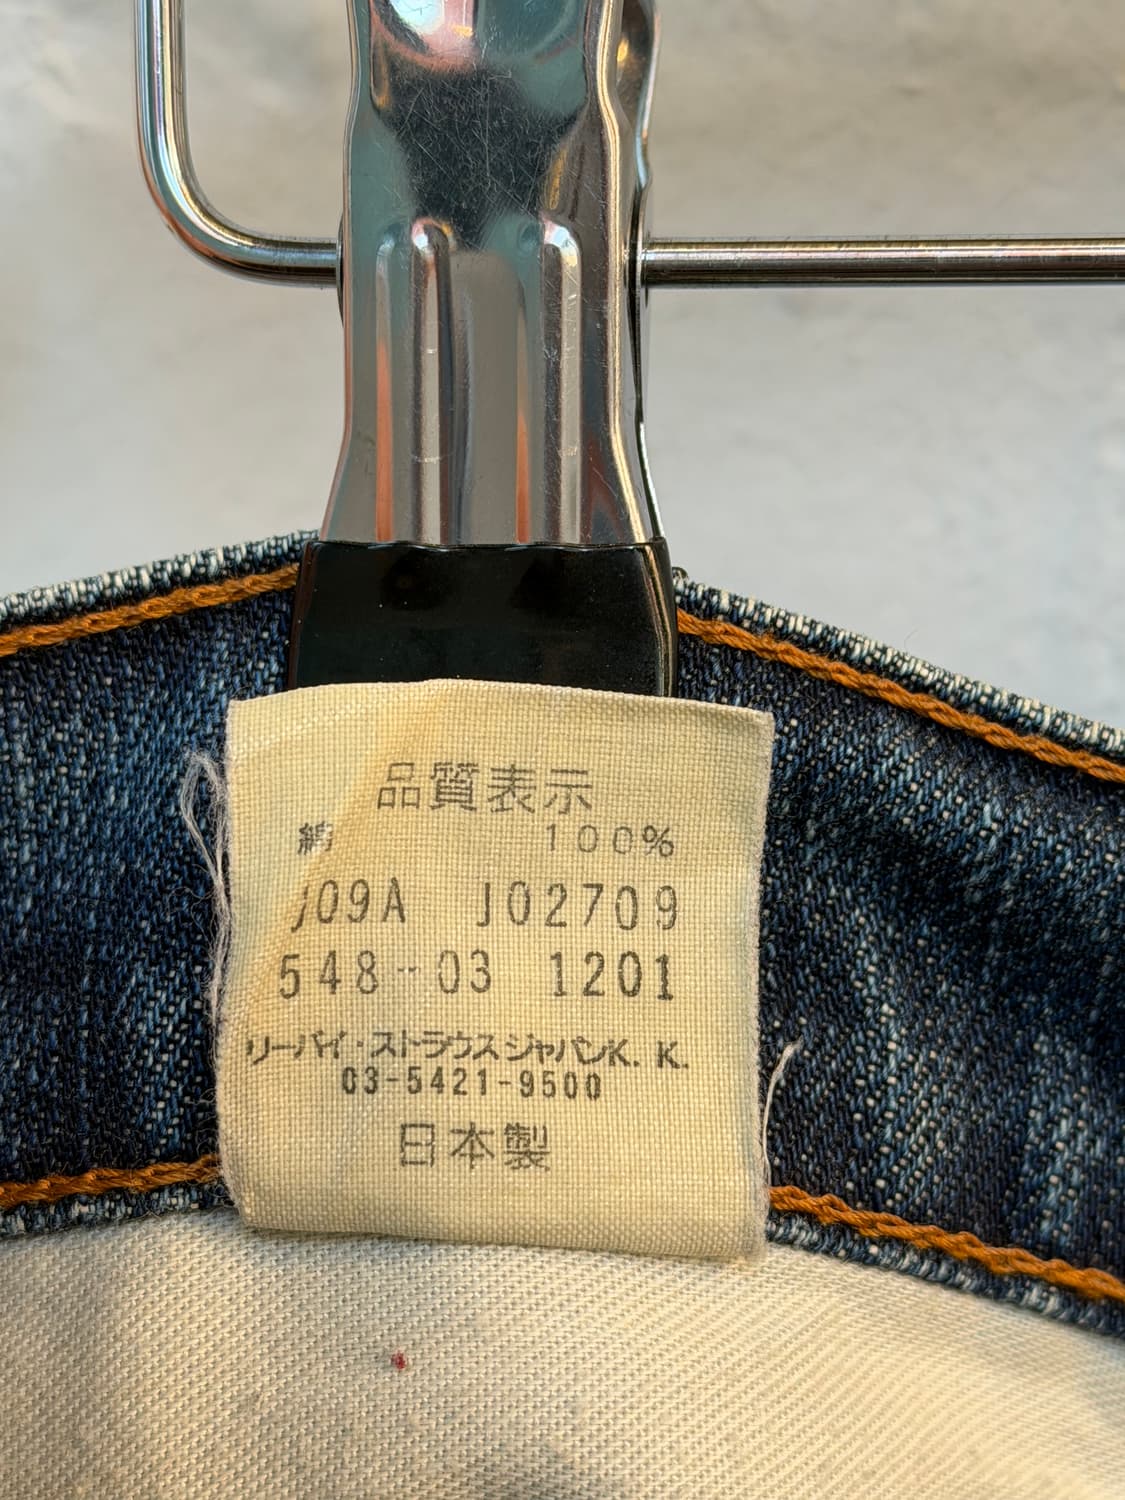 品質表示
綿 100%
J09A J02709
548-03 1201
リーバイ・ストラウスジャパンK.K.
03-5421-9500
日本製